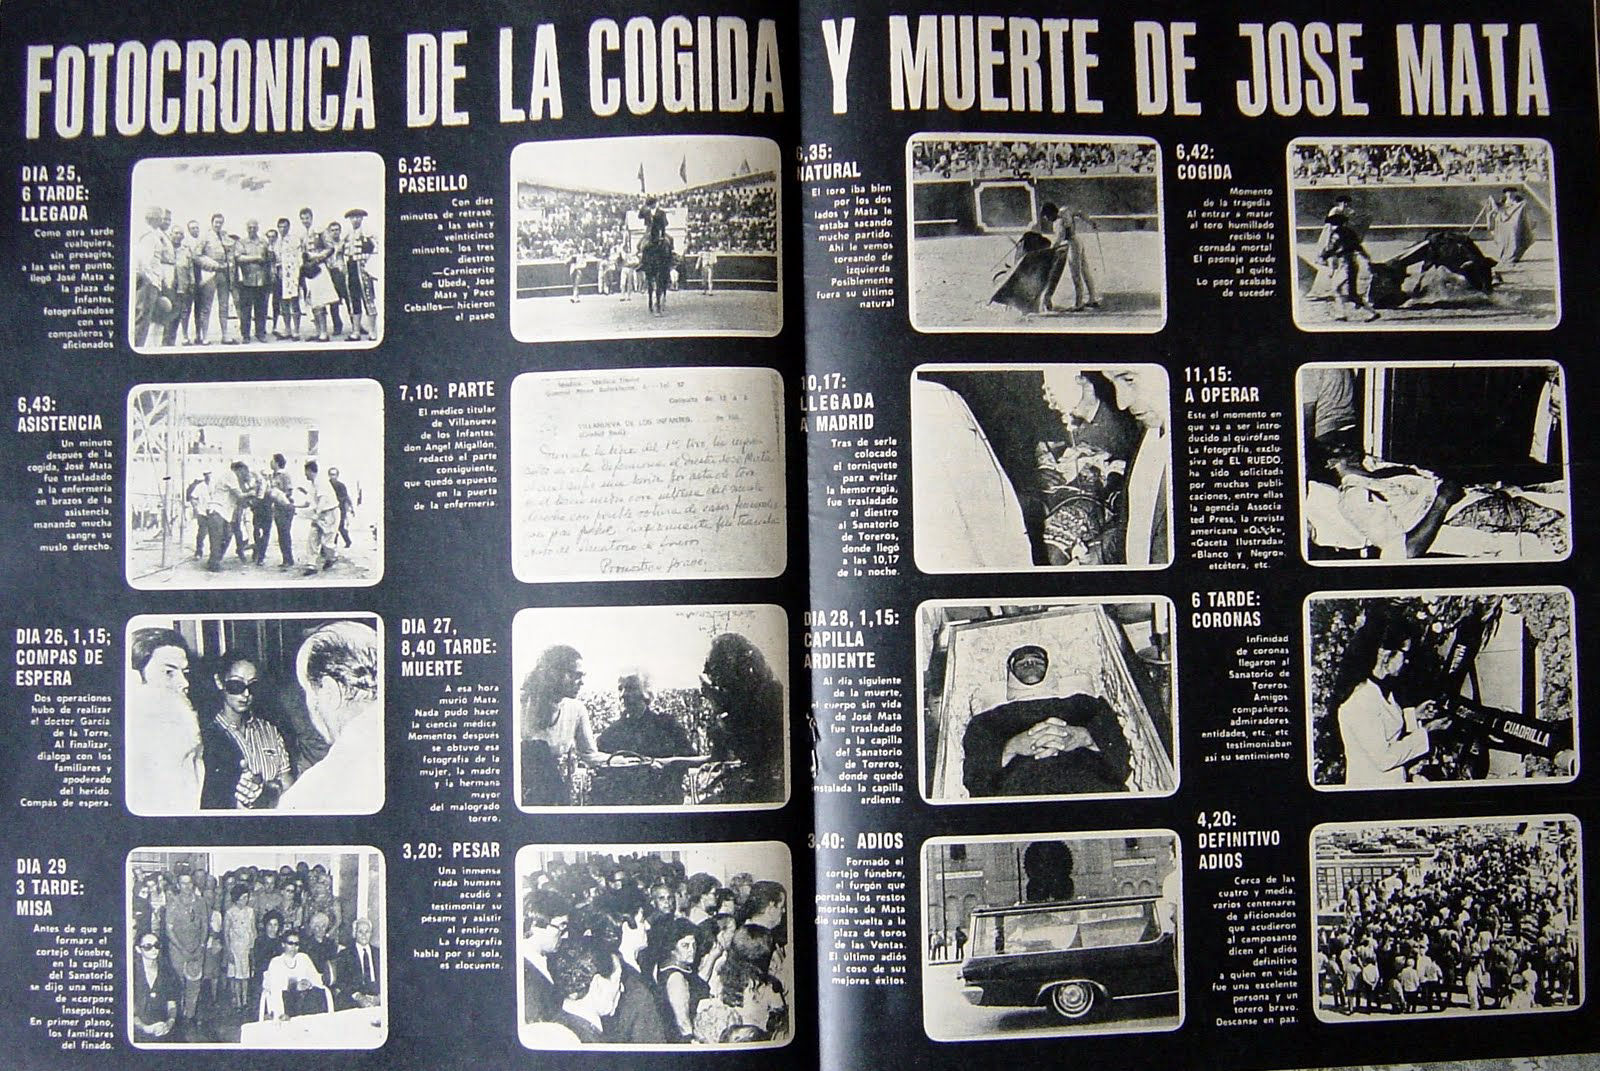 FOTOCRONICA DE LA COGIDA Y MUERTE DE JOSE MATA
DIA 25,
6 TARDE:
LLEGADA
Como otra tarde
cualquiera,
sin presagios,
a las seis en punto,
llegó José Mata a
la plaza de
Infantes,
fotografiándose
con sus
compañeros y
aficionados
6,25:
PASEILLO
Con diez
minutos de retraso,
a las seis y
veinticinco
minutos, los tres
diestros
—Carnicerito
de Ubeda, José
Mata y Paco
Ceballos— hicieron
el paseo
6,35:
NATURAL
El toro iba bien
por los dos
lados y Mata le
estaba sacando
mucho partido.
Ahí le vemos
toreando de
izquierda.
Posiblemente
fuera su último
natural
6,42:
COGIDA
Momento
de la tragedia.
Al entrar a matar
al toro humillado
recibió la
cornada mortal.
El peonaje acude
al quite.
Lo peor acababa
de suceder.
6,43:
ASISTENCIA
Un minuto
después de la
cogida, José Mata
fue trasladado
a la enfermería
en brazos de la
asistencia,
manando mucha
sangre su
muslo derecho.
7,10: PARTE
El médico titular
de Villanueva
de los Infantes,
don Angel Migallón,
redactó el parte
consiguiente,
que quedó expuesto
en la puerta
de la enfermería.
Consulta de 12 a 2
VILLANUEVA DE LOS INFANTES,
(Ciudad Real)
10,17:
LLEGADA
A MADRID
Tras de serle
colocado
el torniquete
para evitar
la hemorragia,
fue trasladado
el diestro
al Sanatorio
de Toreros,
donde llegó
a las 10,17
de la noche.
11,15:
A OPERAR
Este el momento en
que va a ser intro-
ducido al quirófano
La fotografía, exclu-
siva de EL RUEDO,
ha sido solicitada
por muchas publi-
caciones, entre ellas
la agencia Associa-
ted Press, la revista
americana «Quick»,
«Gaceta Ilustrada»,
«Blanco y Negro»,
etcétera, etc.
DIA 26, 1,15;
COMPAS DE
ESPERA
Dos operaciones
hubo de realizar
el doctor García
de la Torre.
Al finalizar,
dialoga con los
familiares y
apoderado
del herido.
Compás de espera.
DIA 27,
8,40 TARDE:
MUERTE
A esa hora
murió Mata.
Nada pudo hacer
la ciencia médica.
Momentos después
se obtuvo esa
fotografía de la
mujer, la madre
y la hermana
mayor
del malogrado
torero.
DIA 28, 1,15:
CAPILLA
ARDIENTE
Al día siguiente
de la muerte,
el cuerpo sin vida
de José Mata
fue trasladado
a la capilla
del Sanatorio
de Toreros,
donde quedó
instalada la capilla
ardiente.
6 TARDE:
CORONAS
Infinidad
de coronas
llegaron al
Sanatorio de
Toreros.
Amigos,
compañeros,
admiradores,
entidades, etc., etc
testimoniaban
así su sentimiento.
CUADRILLA
DIA 29
3 TARDE:
MISA
Antes de que se
formara el
cortejo fúnebre,
en la capilla
del Sanatorio
se dijo una misa
de «corpore
insepulto».
En primer plano,
los familiares
del finado.
3,20: PESAR
Una inmensa
riada humana
acudió a
testimoniar su
pésame y asistir
al entierro.
La fotografía
habla por sí sola,
es elocuente.
3,40: ADIOS
Formado el
cortejo fúnebre,
el furgón que
portaba los restos
mortales de Mata
dio una vuelta a la
plaza de toros
de las Ventas.
El último adiós
al coso de sus
mejores éxitos.
4,20:
DEFINITIVO
ADIOS
Cerca de las
cuatro y media,
varios centenares
de aficionados
que acudieron
al camposanto
dicen el adiós
definitivo
a quien en vida
fue una excelente
persona y un
torero bravo.
Descanse en paz.